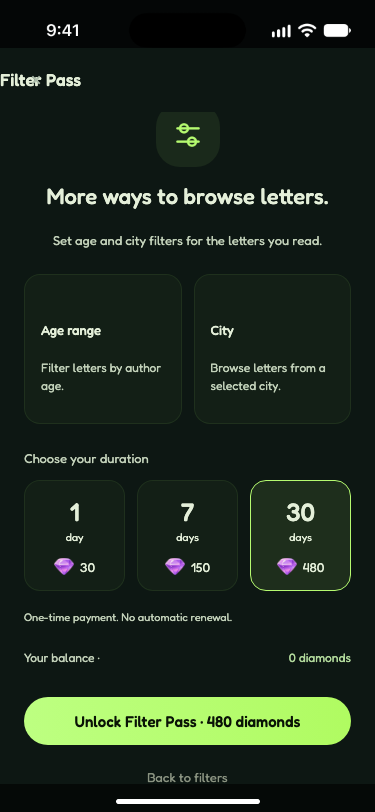 9:41
Filter Pass
More ways to browse letters.
Set age and city filters for the letters you read.
Age range
Filter letters by author
age.
City
Browse letters from a
selected city.
Choose your duration
1
day
30
7
days
150
30
days
480
One-time payment. No automatic renewal.
Your balance ·
0 diamonds
Unlock Filter Pass · 480 diamonds
Back to filters